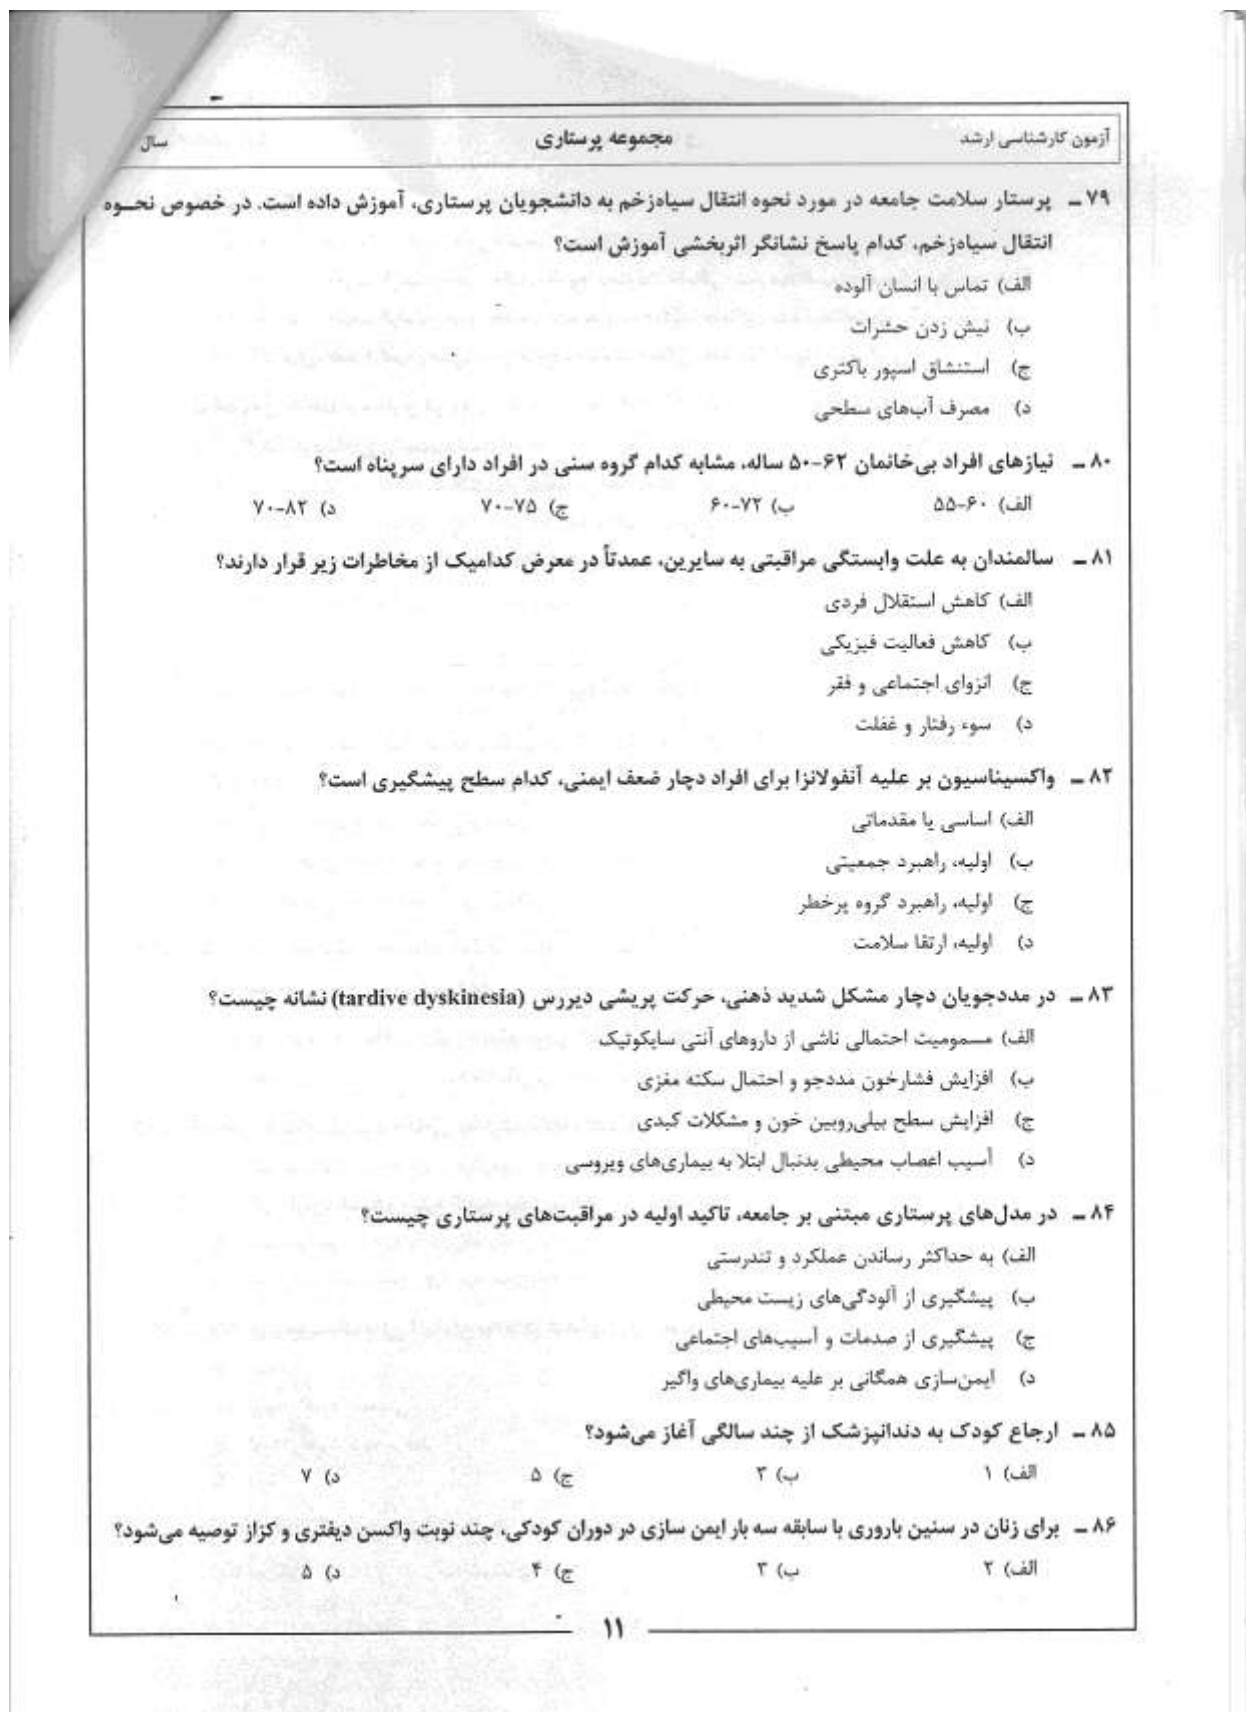 آزمون کارشناسی ارشد    مجموعه پرستاری    سال
۷۹ ـ پرستار سلامت جامعه در مورد نحوه انتقال سیاه‌زخم به دانشجویان پرستاری، آموزش داده است. در خصوص نحـوه
انتقال سیاه‌زخم، کدام پاسخ نشانگر اثربخشی آموزش است؟
الف) تماس با انسان آلوده
ب) نیش زدن حشرات
ج) استنشاق اسپور باکتری
د) مصرف آب‌های سطحی
۸۰ ـ نیازهای افراد بی‌خانمان ۶۲-۵۰ ساله، مشابه کدام گروه سنی در افراد دارای سرپناه است؟
الف) ۶۰-۵۵    ب) ۷۲-۶۰    ج) ۷۵-۷۰    د) ۸۲-۷۰
۸۱ ـ سالمندان به علت وابستگی مراقبتی به سایرین، عمدتاً در معرض کدامیک از مخاطرات زیر قرار دارند؟
الف) کاهش استقلال فردی
ب) کاهش فعالیت فیزیکی
ج) انزوای اجتماعی و فقر
د) سوء رفتار و غفلت
۸۲ ـ واکسیناسیون بر علیه آنفولانزا برای افراد دچار ضعف ایمنی، کدام سطح پیشگیری است؟
الف) اساسی یا مقدماتی
ب) اولیه، راهبرد جمعیتی
ج) اولیه، راهبرد گروه پرخطر
د) اولیه، ارتقا سلامت
۸۳ ـ در مددجویان دچار مشکل شدید ذهنی، حرکت پریشی دیررس (tardive dyskinesia) نشانه چیست؟
الف) مسمومیت احتمالی ناشی از داروهای آنتی سایکوتیک
ب) افزایش فشارخون مددجو و احتمال سکته مغزی
ج) افزایش سطح بیلی‌روبین خون و مشکلات کبدی
د) آسیب اعصاب محیطی بدنبال ابتلا به بیماری‌های ویروسی
۸۴ ـ در مدل‌های پرستاری مبتنی بر جامعه، تاکید اولیه در مراقبت‌های پرستاری چیست؟
الف) به حداکثر رساندن عملکرد و تندرستی
ب) پیشگیری از آلودگی‌های زیست محیطی
ج) پیشگیری از صدمات و آسیب‌های اجتماعی
د) ایمن‌سازی همگانی بر علیه بیماری‌های واگیر
۸۵ ـ ارجاع کودک به دندانپزشک از چند سالگی آغاز می‌شود؟
الف) ۱    ب) ۳    ج) ۵    د) ۷
۸۶ ـ برای زنان در سنین باروری با سابقه سه بار ایمن سازی در دوران کودکی، چند نوبت واکسن دیفتری و کزاز توصیه می‌شود؟
الف) ۲    ب) ۳    ج) ۴    د) ۵
۱۱